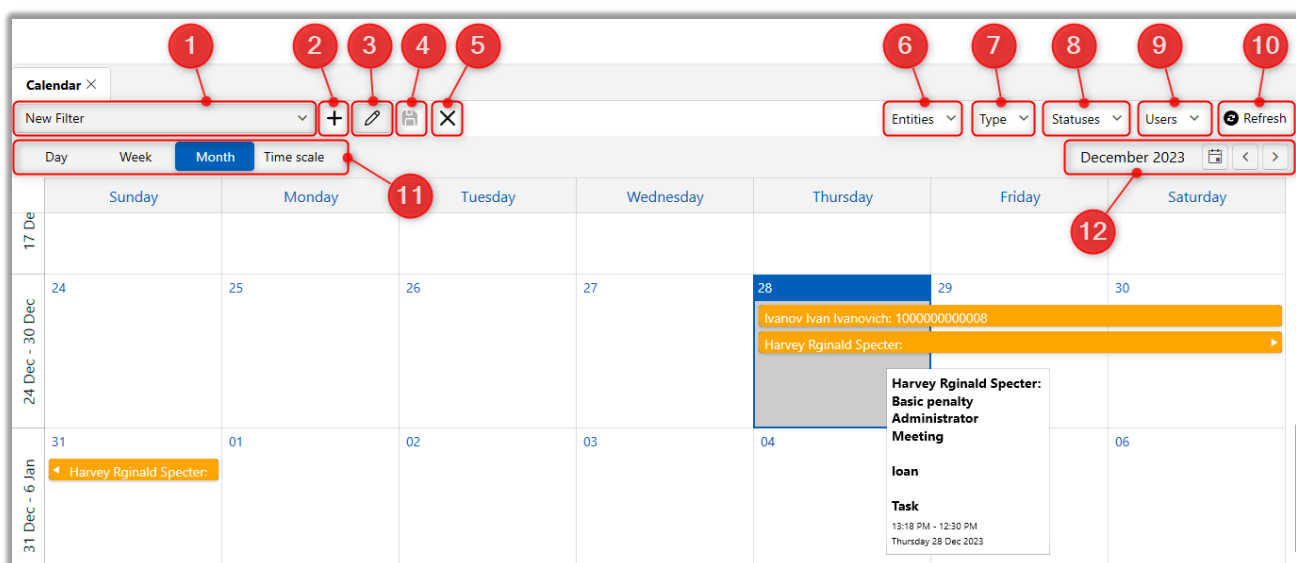 1 2 3 4 5 6 7 8 9 10
Calendar
New Filter Entities Type Statuses Users Refresh
Day Week Month Time scale December 2023
11 12
Sunday Monday Tuesday Wednesday Thursday Friday Saturday
17 De
24 Dec - 30 Dec
24 25 26 27 28 29 30
Ivanov Ivan Ivanovich: 1000000000008
Harvey Rginald Specter:
31 Dec - 6 Jan
31 01 02 03 04 06
Harvey Rginald Specter:
Harvey Rginald Specter:
Basic penalty
Administrator
Meeting
loan
Task
13:18 PM - 12:30 PM
Thursday 28 Dec 2023